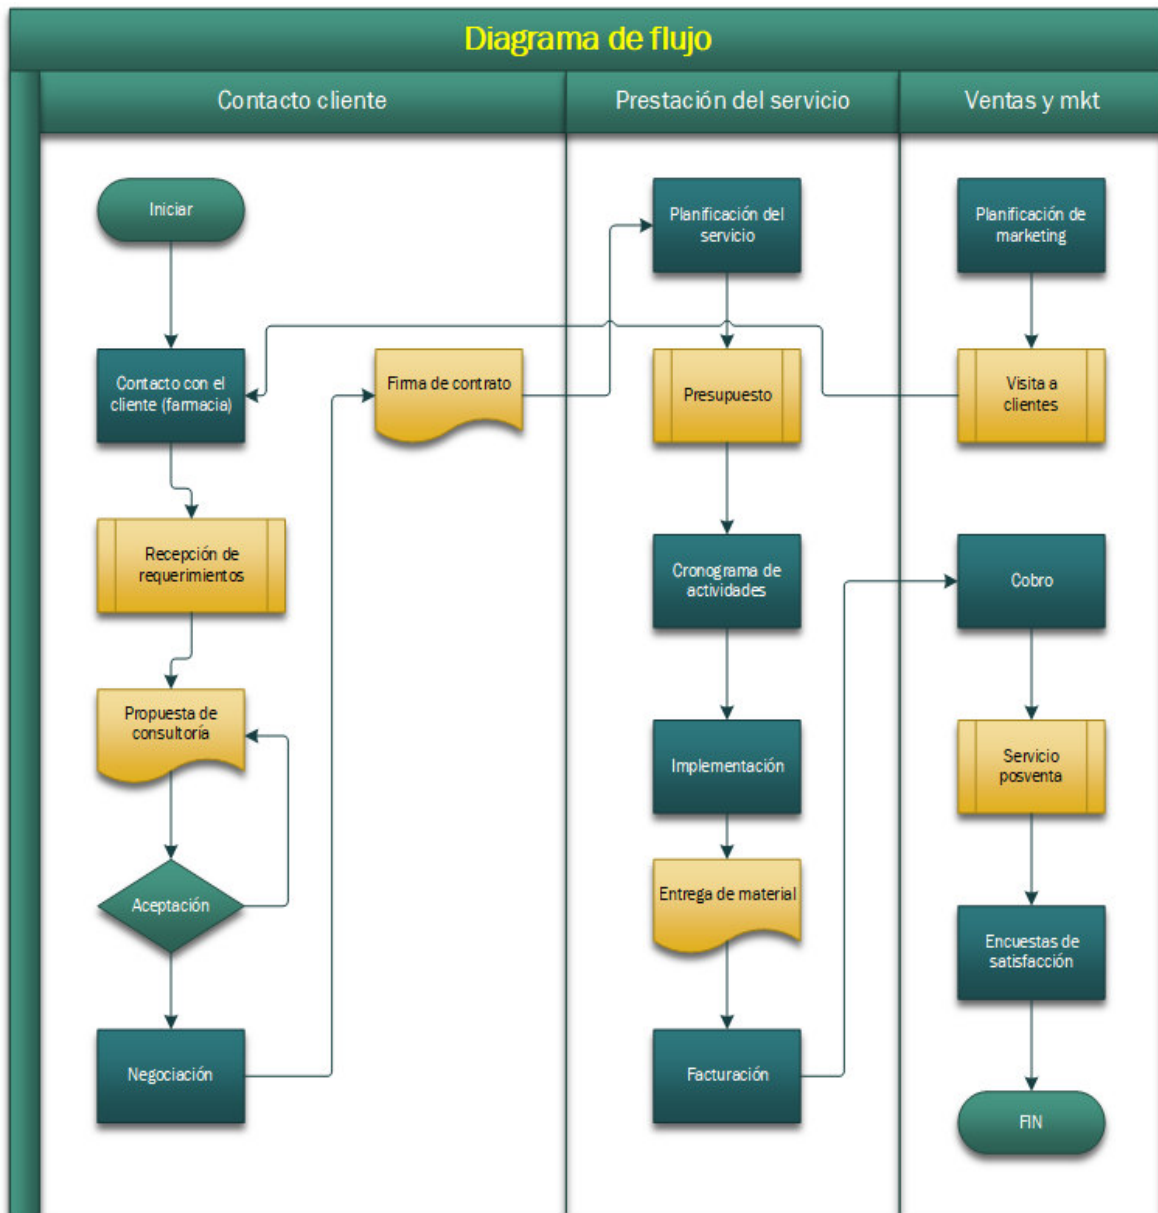 Diagrama de flujo
Contacto cliente
Prestación del servicio
Ventas y mkt
Iniciar
Contacto con el
cliente (farmacia)
Recepción de
requerimientos
Propuesta de
consultoría
Aceptación
Negociación
Firma de contrato
Planificación del
servicio
Presupuesto
Cronograma de
actividades
Implementación
Entrega de material
Facturación
Planificación de
marketing
Visita a
clientes
Cobro
Servicio
posventa
Encuestas de
satisfacción
FIN